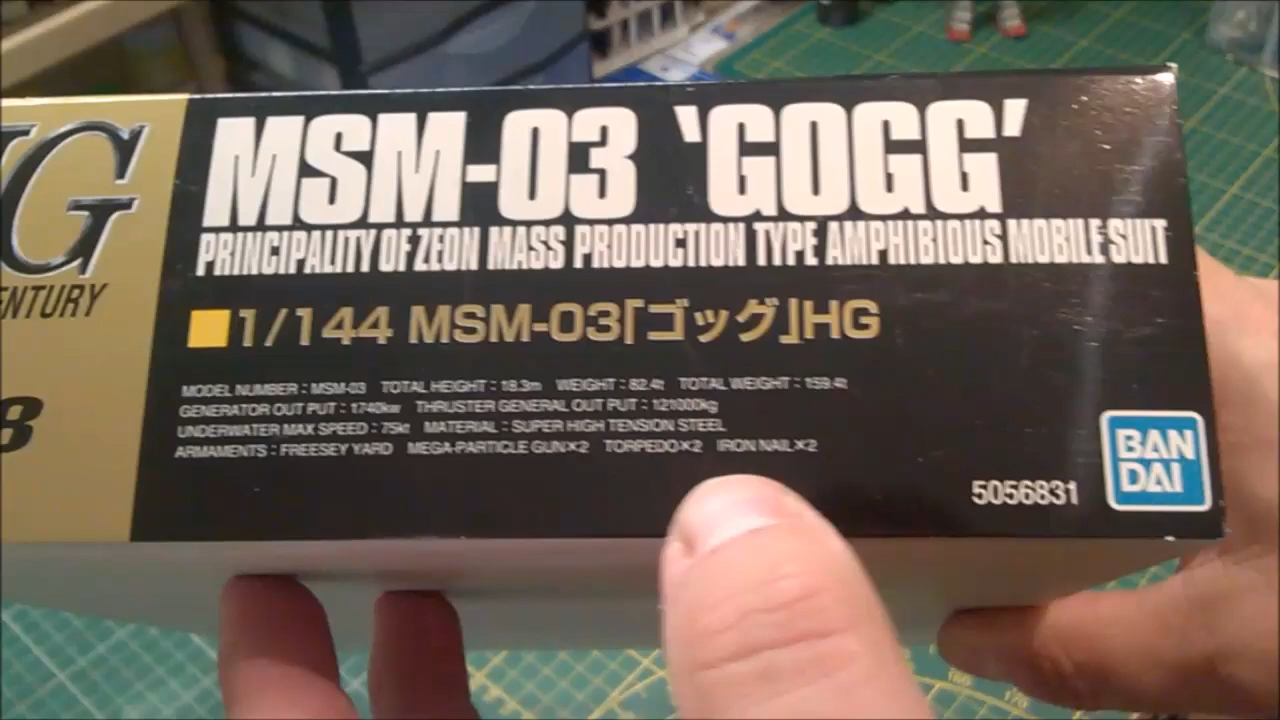 G
ENTURY
8
MSM-03 'GOGG'
PRINCIPALITY OF ZEON MASS PRODUCTION TYPE AMPHIBIOUS MOBILE SUIT
1/144 MSM-03「ゴッグ」HG
MODEL NUMBER : MSM-03 TOTAL HEIGHT : 18.3m WEIGHT : 82.4t TOTAL WEIGHT : 159.4t
GENERATOR OUT PUT : 1740kw THRUSTER GENERAL OUT PUT : 121000kg
UNDERWATER MAX SPEED : 75kt MATERIAL : SUPER HIGH TENSION STEEL
ARMAMENTS : FREESEY YARD MEGA-PARTICLE GUN×2 TORPEDO×2 IRON NAIL×2
5056831
BAN
DAI